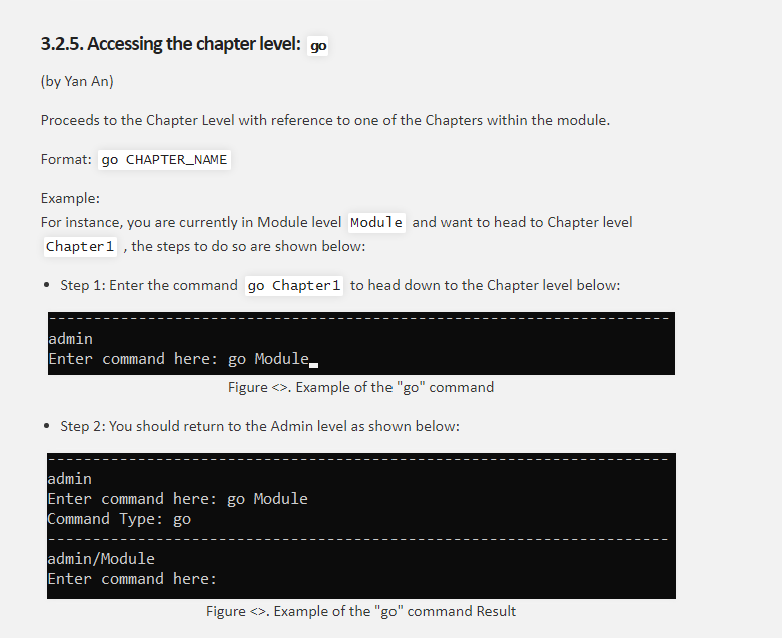 3.2.5. Accessing the chapter level: go
(by Yan An)
Proceeds to the Chapter Level with reference to one of the Chapters within the module.
Format: go CHAPTER_NAME
Example:
For instance, you are currently in Module level Module and want to head to Chapter level
Chapter1 , the steps to do so are shown below:
• Step 1: Enter the command go Chapter1 to head down to the Chapter level below:
---------------------------------------------------------------------
admin
Enter command here: go Module_
Figure <>. Example of the "go" command
• Step 2: You should return to the Admin level as shown below:
---------------------------------------------------------------------
admin
Enter command here: go Module
Command Type: go
---------------------------------------------------------------------
admin/Module
Enter command here:
Figure <>. Example of the "go" command Result